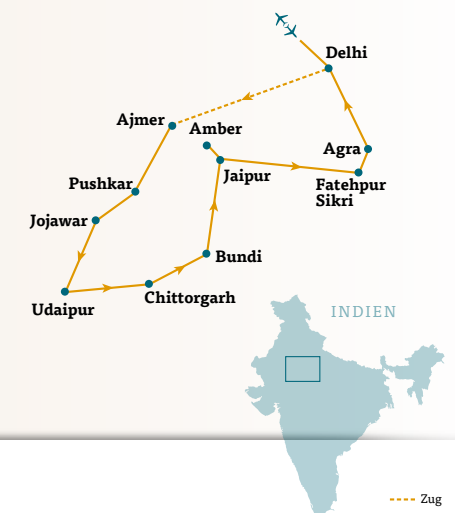 Delhi
Ajmer
Amber
Agra
Jaipur
Pushkar
Fatehpur
Sikri
Jojawar
Bundi
Chittorgarh
Udaipur
INDIEN
Zug